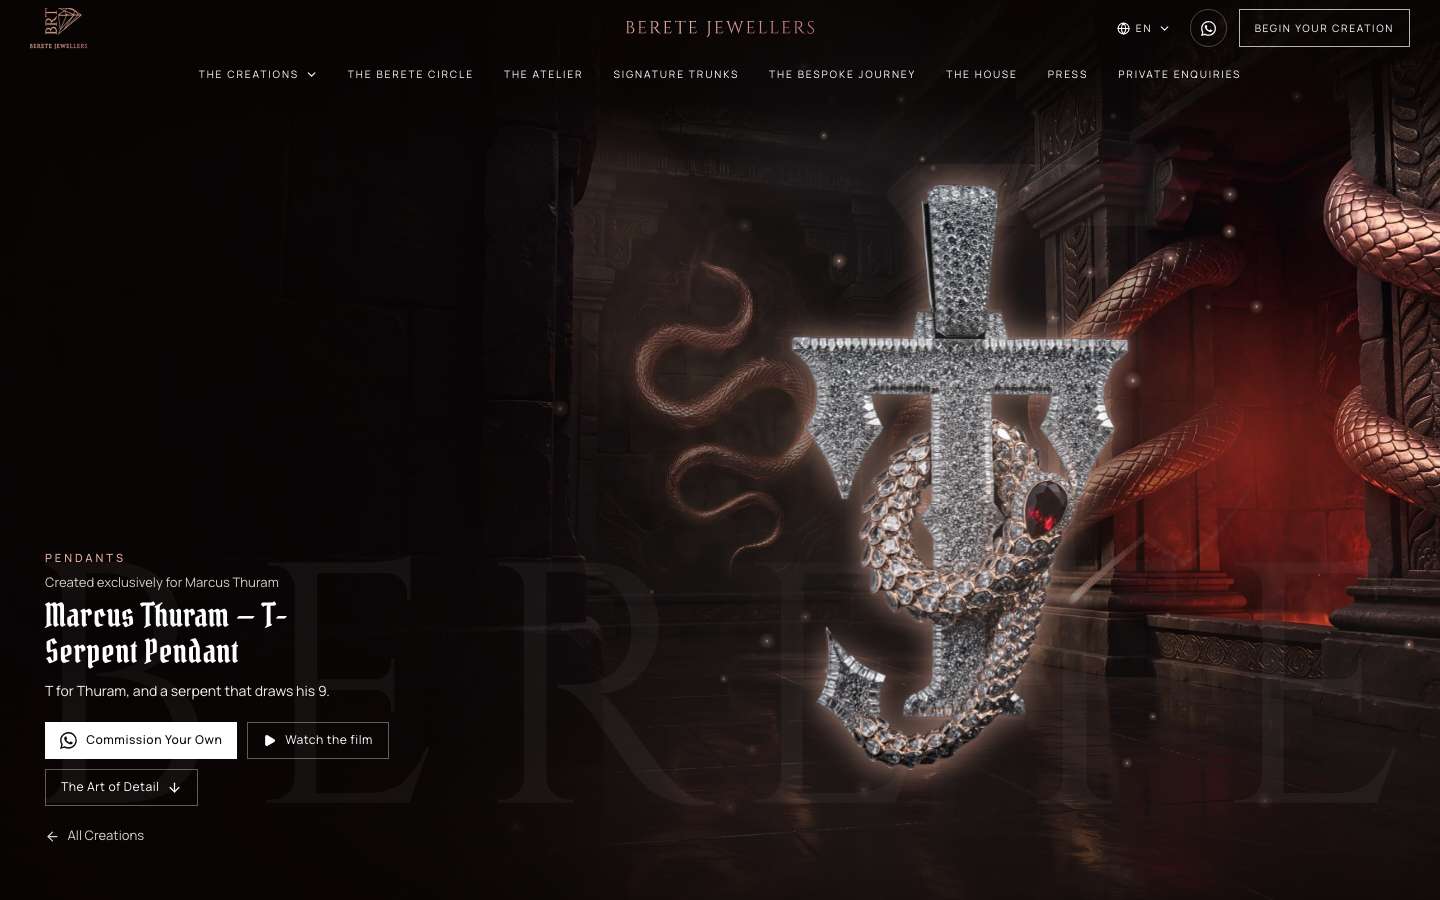 BRT
BERETE JEWELLERS
BERETE JEWELLERS
EN
BEGIN YOUR CREATION
THE CREATIONS
THE BERETE CIRCLE
THE ATELIER
SIGNATURE TRUNKS
THE BESPOKE JOURNEY
THE HOUSE
PRESS
PRIVATE ENQUIRIES
PENDANTS
Created exclusively for Marcus Thuram
Marcus Thuram – T-
Serpent Pendant
T for Thuram, and a serpent that draws his 9.
Commission Your Own
Watch the film
The Art of Detail
All Creations
BERETE